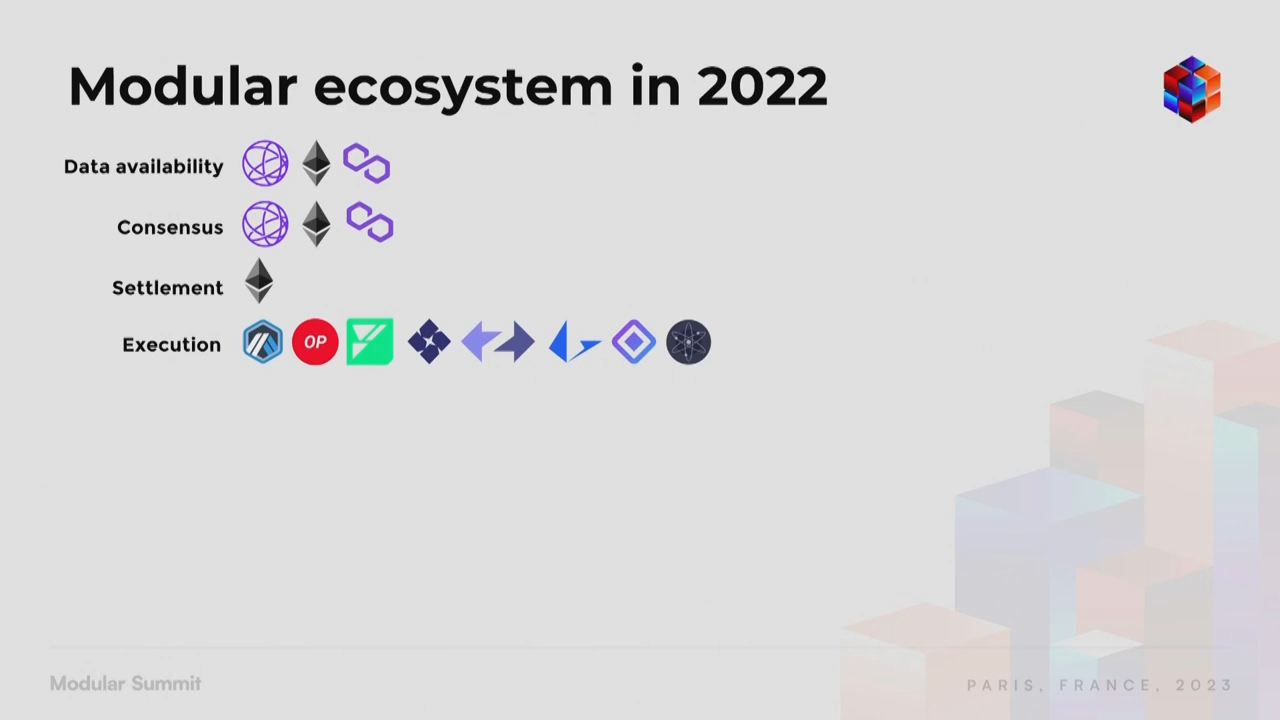 Modular ecosystem in 2022
Data availability
Consensus
Settlement
Execution
OP
Modular Summit
PARIS, FRANCE, 2023